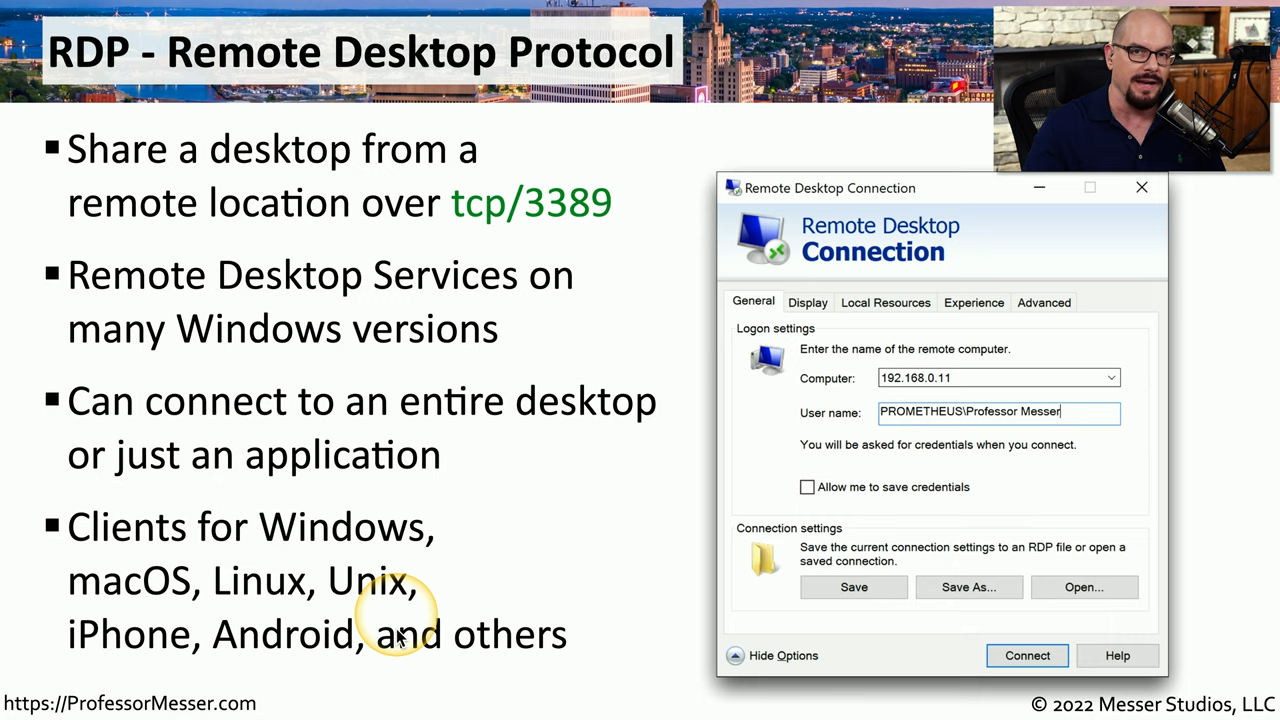 RDP - Remote Desktop Protocol
▪ Share a desktop from a
remote location over tcp/3389
▪ Remote Desktop Services on
many Windows versions
▪ Can connect to an entire desktop
or just an application
▪ Clients for Windows,
macOS, Linux, Unix,
iPhone, Android, and others
Remote Desktop Connection
Remote Desktop
Connection
General Display Local Resources Experience Advanced
Logon settings
Enter the name of the remote computer.
Computer: 192.168.0.11
User name: PROMETHEUS\Professor Messer
You will be asked for credentials when you connect.
Allow me to save credentials
Connection settings
Save the current connection settings to an RDP file or open a
saved connection.
Save Save As... Open...
Hide Options Connect Help
https://ProfessorMesser.com
© 2022 Messer Studios, LLC